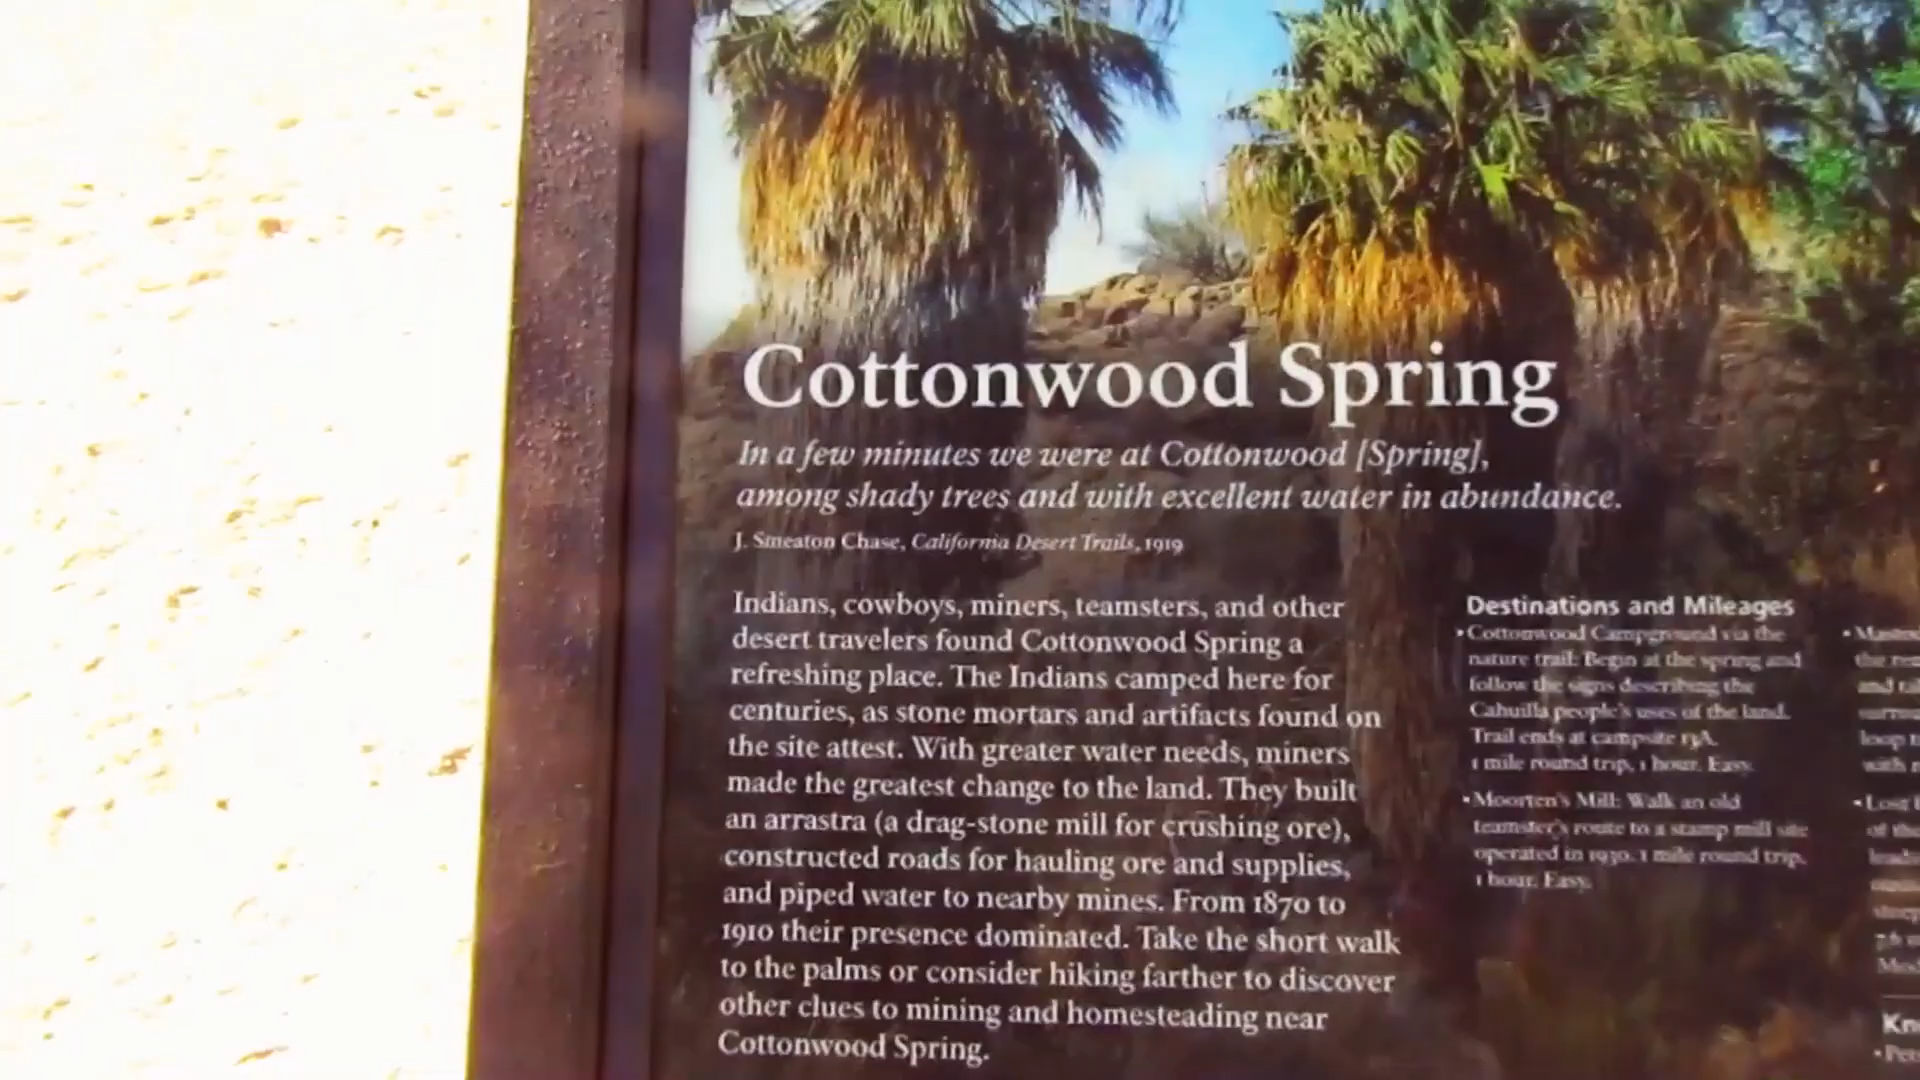 Cottonwood Spring
In a few minutes we were at Cottonwood [Spring],
among shady trees and with excellent water in abundance.
J. Smeaton Chase, California Desert Trails, 1919
Indians, cowboys, miners, teamsters, and other
desert travelers found Cottonwood Spring a
refreshing place. The Indians camped here for
centuries, as stone mortars and artifacts found on
the site attest. With greater water needs, miners
made the greatest change to the land. They built
an arrastra (a drag-stone mill for crushing ore),
constructed roads for hauling ore and supplies,
and piped water to nearby mines. From 1870 to
1910 their presence dominated. Take the short walk
to the palms or consider hiking farther to discover
other clues to mining and homesteading near
Cottonwood Spring.
Destinations and Mileages
•Cottonwood Campground via the
nature trail: Begin at the spring and
follow the signs describing the
Cahuilla people's uses of the land.
Trail ends at campsite 13A.
1 mile round trip, 1 hour. Easy.
•Moorten's Mill: Walk an old
teamster's route to a stamp mill site
operated in 1930. 1 mile round trip,
1 hour. Easy.